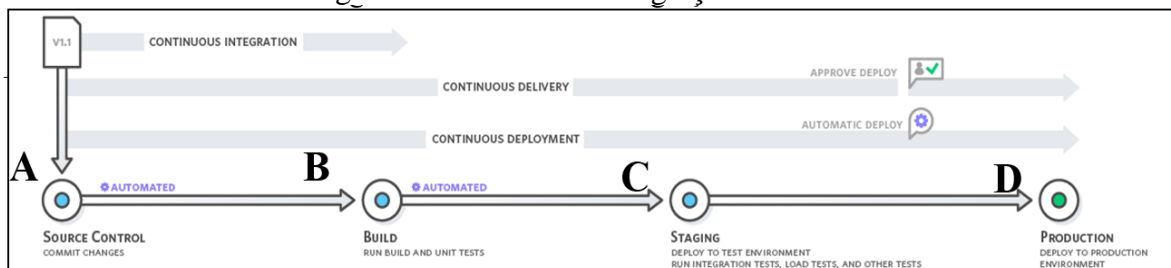 V1.1
CONTINUOUS INTEGRATION
APPROVE DEPLOY
CONTINUOUS DELIVERY
AUTOMATIC DEPLOY
CONTINUOUS DEPLOYMENT
A B C D
AUTOMATED AUTOMATED
SOURCE CONTROL
COMMIT CHANGES
BUILD
RUN BUILD AND UNIT TESTS
STAGING
DEPLOY TO TEST ENVIRONMENT
RUN INTEGRATION TESTS, LOAD TESTS, AND OTHER TESTS
PRODUCTION
DEPLOY TO PRODUCTION
ENVIRONMENT